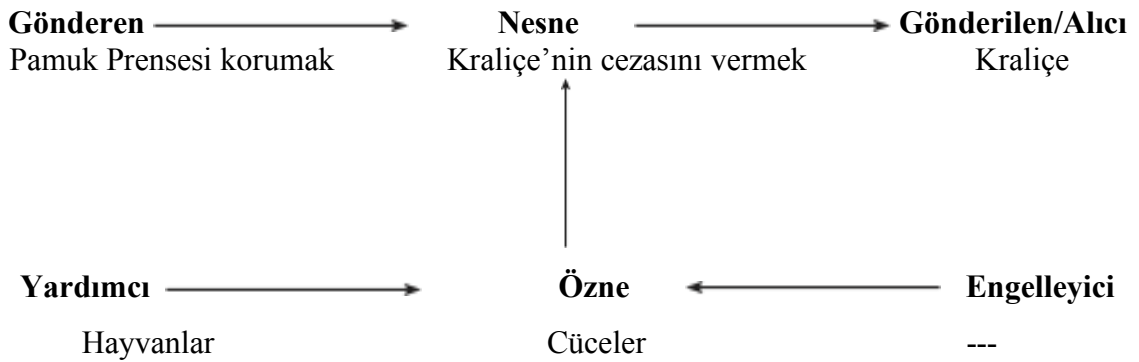 Gönderen Nesne Gönderilen/Alıcı
Pamuk Prensesi korumak Kraliçe’nin cezasını vermek Kraliçe
Yardımcı Özne Engelleyici
Hayvanlar Cüceler ---